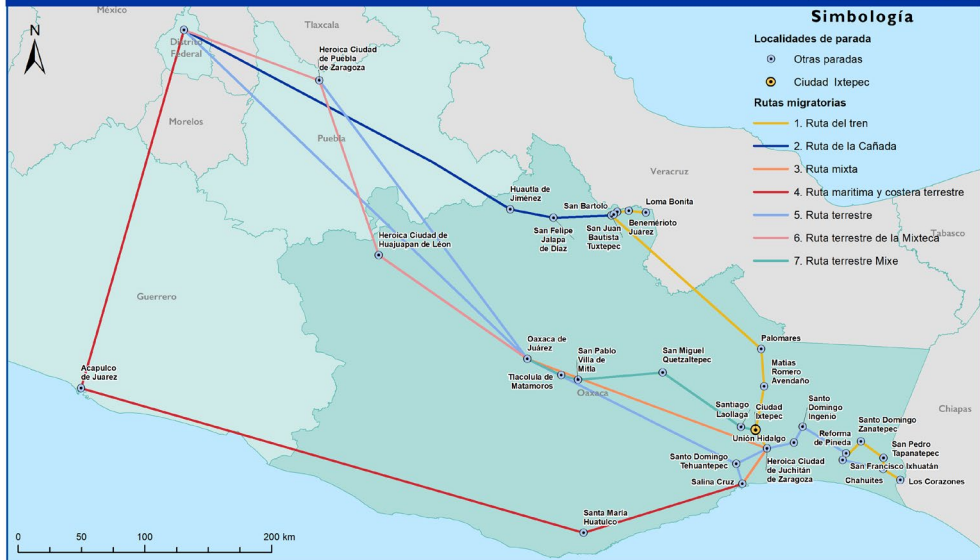 México
N
Distrito
Federal
Tlaxcala
Heroica Ciudad
de Puebla
de Zaragoza
Morelos
Puebla
Guerrero
Veracruz
Tabasco
Chiapas
Oaxaca
Simbología
Localidades de parada
Otras paradas
Ciudad Ixtepec
Rutas migratorias
1. Ruta del tren
2. Ruta de la Cañada
3. Ruta mixta
4. Ruta maritima y costera terrestre
5. Ruta terrestre
6. Ruta terrestre de la Mixteca
7. Ruta terrestre Mixe
Huautla de
Jiménez
San Felipe
Jalapa
de Díaz
San Bartolo
San Juan
Bautista
Tuxtepec
Loma Bonita
Benemérioto
Juárez
Heroica Ciudad de
Huajuapan de Léon
Oaxaca de
Juárez
Tlacolula de
Matamoros
San Pablo
Villa de
Mitla
San Miguel
Quetzaltepec
Palomares
Matias
Romero
Avendaño
Santiago
Laollaga
Ciudad
Ixtepec
Santo
Domingo
Ingenio
Unión Hidalgo
Reforma
de Pineda
Santo Domingo
Zanatepec
San Pedro
Tapanatepec
San Francisco Ixhuatán
Chahuites
Los Corazones
Heroica Ciudad
de Juchitán
de Zaragoza
Santo Domingo
Tehuantepec
Salina Cruz
Santa María
Huatulco
Acapulco
de Juarez
0 50 100 200 km